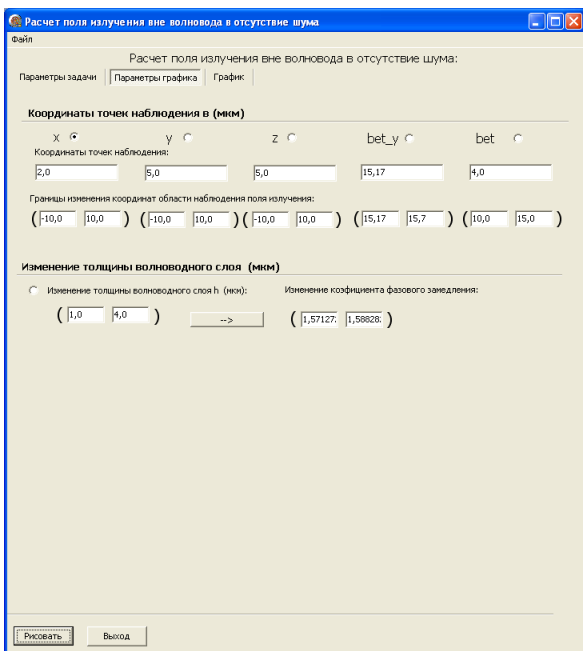 Расчет поля излучения вне волновода в отсутствие шума
Файл
Расчет поля излучения вне волновода в отсутствие шума:
Параметры задачи Параметры графика График
Координаты точек наблюдения в (мкм)
x y z bet_y bet
Координаты точек наблюдения:
2,0 5,0 5,0 15,17 4,0
Границы изменения координат области наблюдения поля излучения:
( -10,0 10,0 ) ( -10,0 10,0 ) ( -10,0 10,0 ) ( 15,17 15,7 ) ( 10,0 15,0 )
Изменение толщины волноводного слоя (мкм)
Изменение толщины волноводного слоя h (мкм): Изменение коэфициента фазового замедления:
( 1,0 4,0 ) --> ( 1,57127 1,58828 )
Рисовать Выход